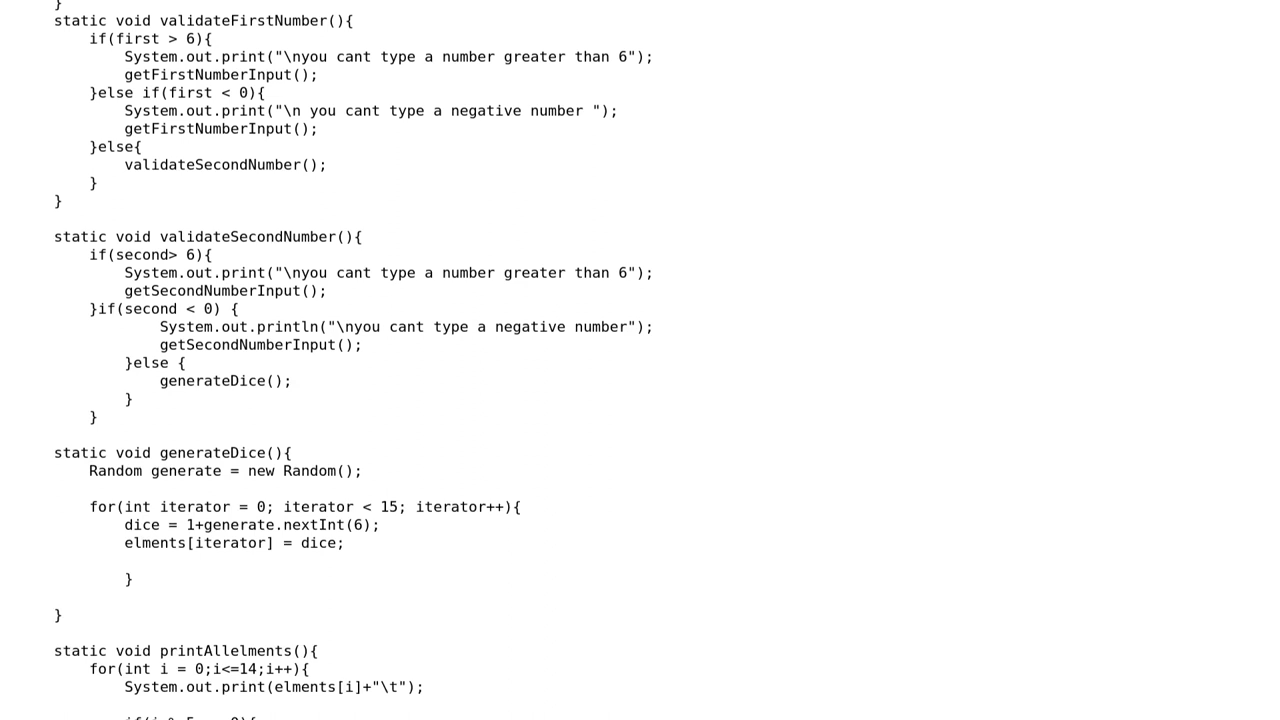 }
static void validateFirstNumber(){
if(first > 6){
System.out.print("\nyou cant type a number greater than 6");
getFirstNumberInput();
}else if(first < 0){
System.out.print("\n you cant type a negative number ");
getFirstNumberInput();
}else{
validateSecondNumber();
}
}
static void validateSecondNumber(){
if(second> 6){
System.out.print("\nyou cant type a number greater than 6");
getSecondNumberInput();
}if(second < 0) {
System.out.println("\nyou cant type a negative number");
getSecondNumberInput();
}else {
generateDice();
}
}
static void generateDice(){
Random generate = new Random();
for(int iterator = 0; iterator < 15; iterator++){
dice = 1+generate.nextInt(6);
elments[iterator] = dice;
}
}
static void printAllelments(){
for(int i = 0;i<=14;i++){
System.out.print(elments[i]+"\t");